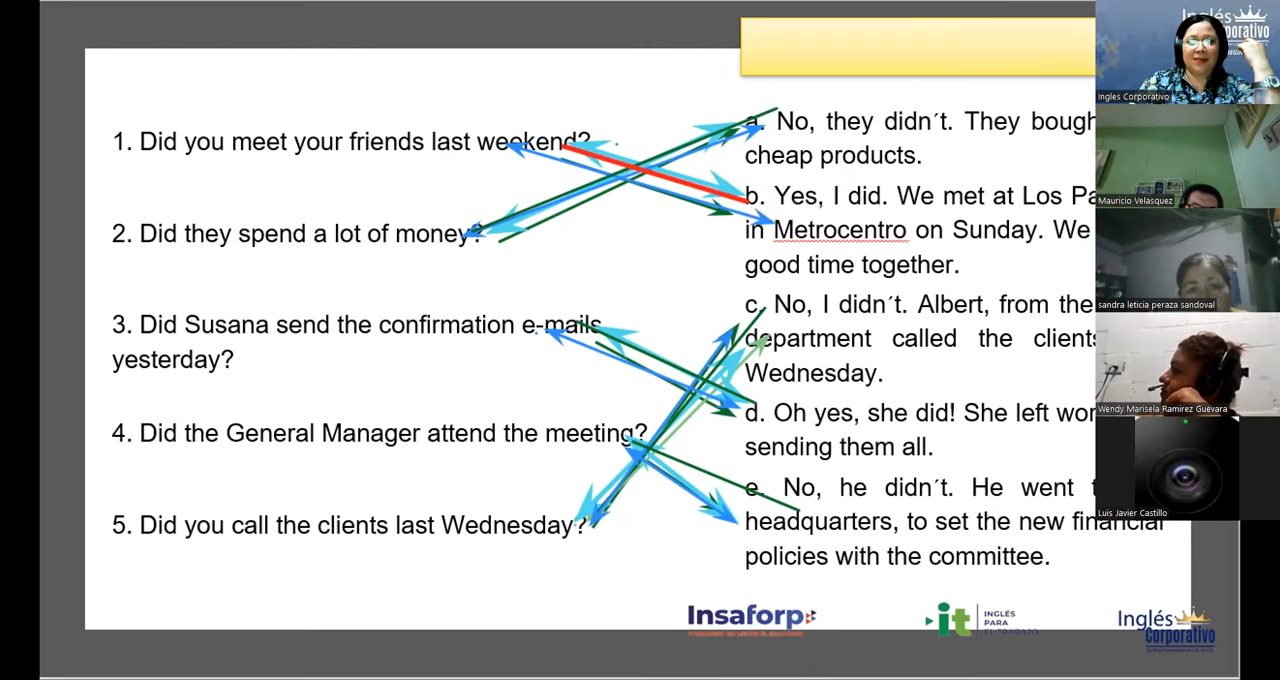 1. Did you meet your friends last weekend?
2. Did they spend a lot of money?
3. Did Susana send the confirmation e-mails
yesterday?
4. Did the General Manager attend the meeting?
5. Did you call the clients last Wednesday?
a. No, they didn´t. They bough
cheap products.
b. Yes, I did. We met at Los Pa
in Metrocentro on Sunday. We
good time together.
c. No, I didn´t. Albert, from the
department called the clients
Wednesday.
d. Oh yes, she did! She left wor
sending them all.
e. No, he didn´t. He went t
headquarters, to set the new financial
policies with the committee.
Insaforp
it INGLÉS
PARA
EL TRABAJO
Inglés
Corporativo
Inglés
orporativo
Ingles Corporativo
Mauricio Velasquez
sandra leticia peraza sandoval
Wendy Marisela Ramirez Guevara
Luis Javier Castillo